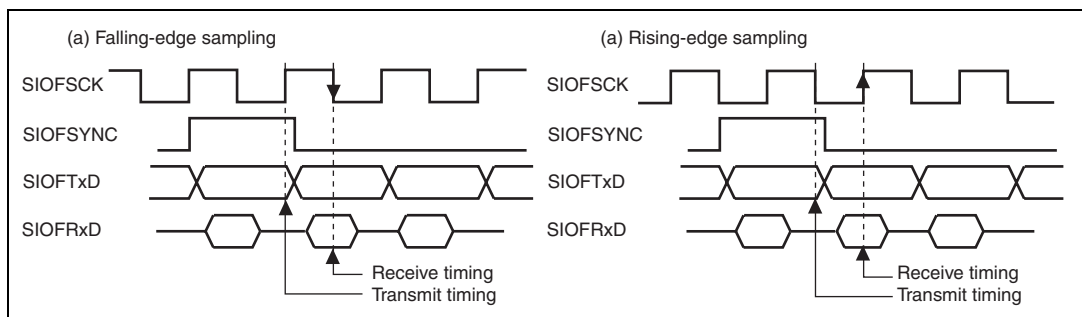 (a) Falling-edge sampling
SIOFSCK
SIOFSYNC
SIOFTxD
SIOFRxD
Receive timing
Transmit timing
(a) Rising-edge sampling
SIOFSCK
SIOFSYNC
SIOFTxD
SIOFRxD
Receive timing
Transmit timing